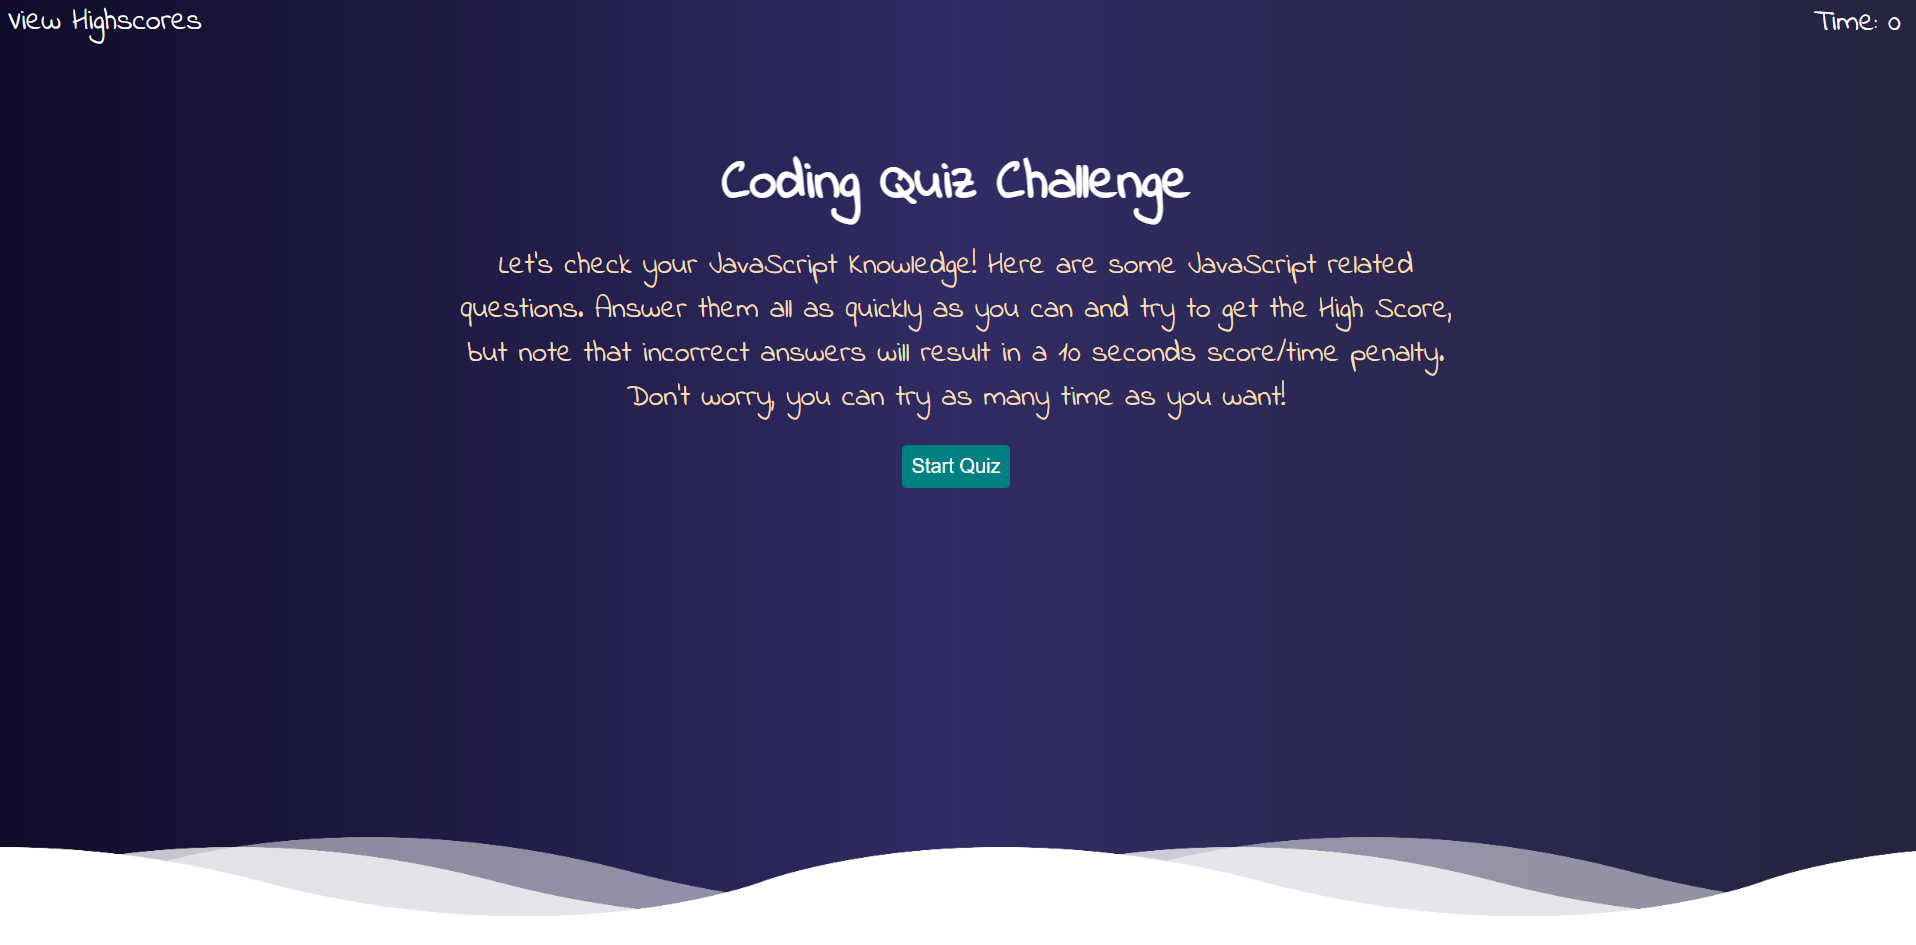 View Highscores
Time: 0
Coding Quiz Challenge
Let's check your JavaScript Knowledge! Here are some JavaScript related
questions. Answer them all as quickly as you can and try to get the High Score,
but note that incorrect answers will result in a 10 seconds score/time penalty.
Don't worry, you can try as many time as you want!
Start Quiz